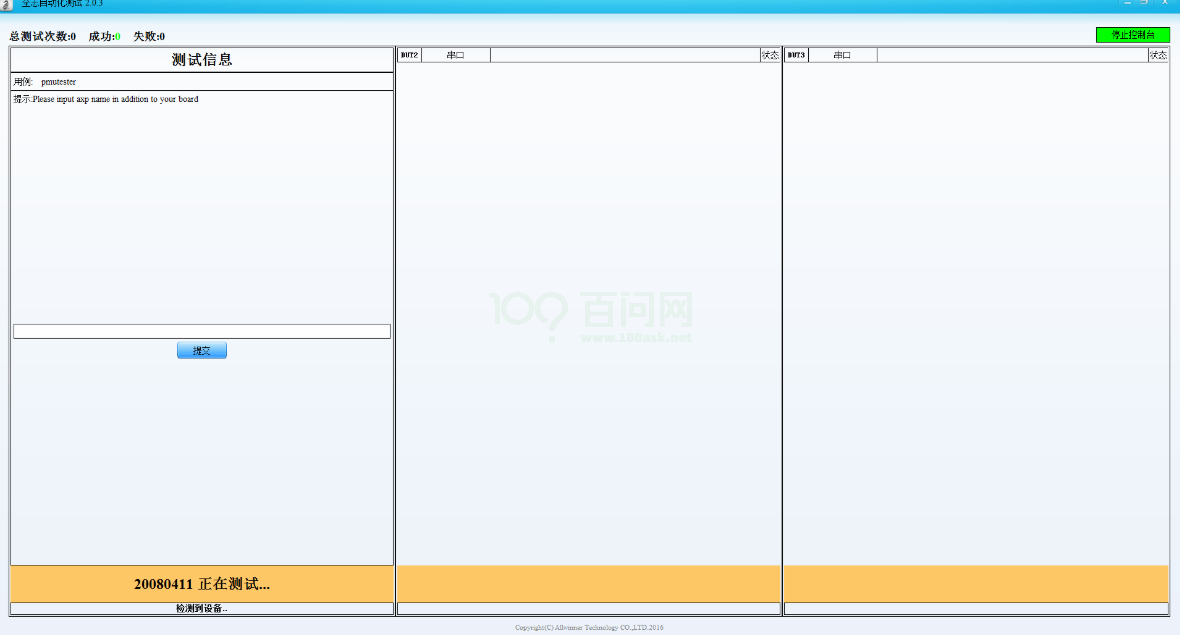 全志自动化测试 2.0.3
总测试次数:0 成功:0 失败:0
停止控制台
测试信息
DUT2 串口 状态
DUT3 串口 状态
用例: pmutester
提示:Please input axp name in addition to your board
提交
100 百问网
www.100ask.net
20080411 正在测试...
检测到设备..
Copyright(C) Allwinner Technology CO.,LTD.2016